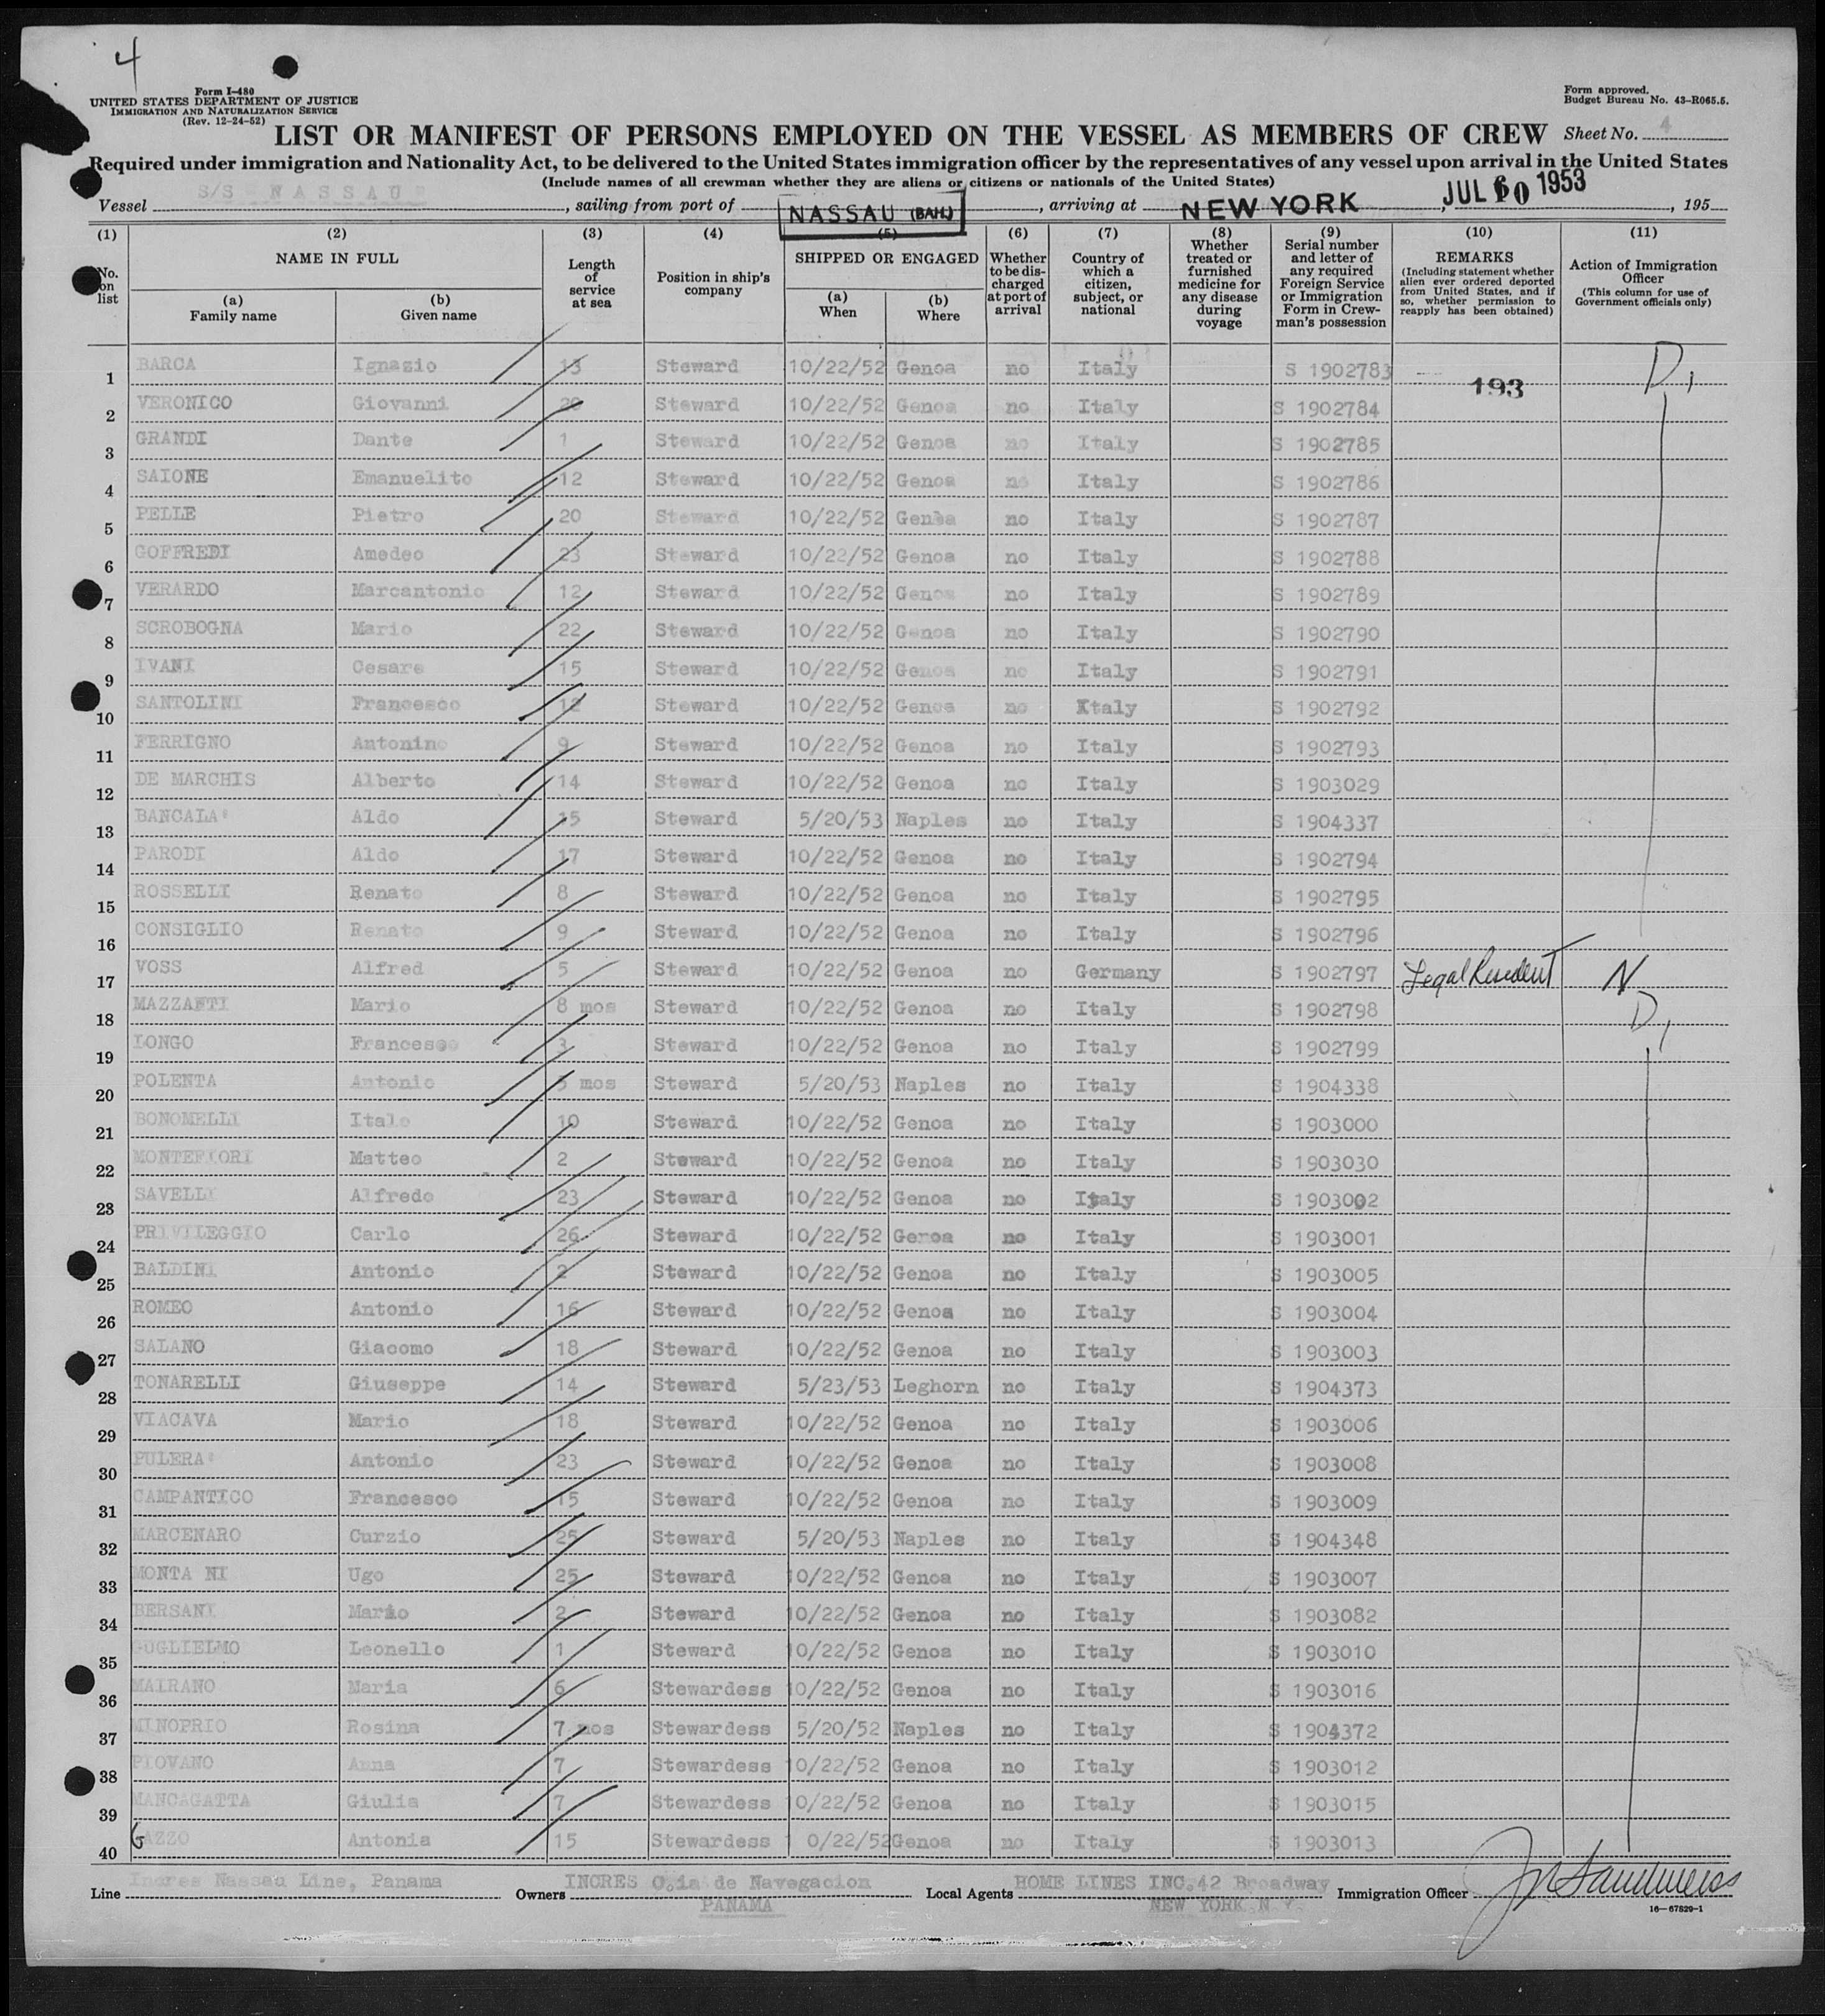 4
Form I-480
UNITED STATES DEPARTMENT OF JUSTICE
IMMIGRATION AND NATURALIZATION SERVICE
(Rev. 12-24-52)
Form approved.
Budget Bureau No. 43-R065.5.
LIST OR MANIFEST OF PERSONS EMPLOYED ON THE VESSEL AS MEMBERS OF CREW Sheet No. 4
Required under immigration and Nationality Act, to be delivered to the United States immigration officer by the representatives of any vessel upon arrival in the United States
(Include names of all crewman whether they are aliens or citizens or nationals of the United States)
Vessel S/S NASSAU, sailing from port of NASSAU (BAH.), arriving at NEW YORK, JUL 10 1953, 195
(1) No. on list
(2) NAME IN FULL
(a) Family name (b) Given name
(3) Length of service at sea
(4) Position in ship's company
(5) SHIPPED OR ENGAGED
(a) When (b) Where
(6) Whether to be discharged at port of arrival
(7) Country of which a citizen, subject, or national
(8) Whether treated or furnished medicine for any disease during voyage
(9) Serial number and letter of any required Foreign Service or Immigration Form in Crewman's possession
(10) REMARKS (Including statement whether alien ever ordered deported from United States, and if so, whether permission to reapply has been obtained)
(11) Action of Immigration Officer (This column for use of Government officials only)
1 BARCA Ignazio 13 Steward 10/22/52 Genoa no Italy S 1902783 193 D1
2 VERONICO Giovanni 20 Steward 10/22/52 Genoa no Italy S 1902784
3 GRANDI Dante 1 Steward 10/22/52 Genoa no Italy S 1902785
4 SAIONE Emanuelito 12 Steward 10/22/52 Genoa no Italy S 1902786
5 PELLE Pietro 20 Steward 10/22/52 Genoa no Italy S 1902787
6 GOFFREDI Amedeo 23 Steward 10/22/52 Genoa no Italy S 1902788
7 VERARDO Marcantonio 12 Steward 10/22/52 Genoa no Italy S 1902789
8 SCROBOGNA Mario 22 Steward 10/22/52 Genoa no Italy S 1902790
9 IVANI Cesare 15 Steward 10/22/52 Genoa no Italy S 1902791
10 SANTOLINI Francesco 12 Steward 10/22/52 Genoa no Italy S 1902792
11 FERRIGNO Antonino 9 Steward 10/22/52 Genoa no Italy S 1902793
12 DE MARCHIS Alberto 14 Steward 10/22/52 Genoa no Italy S 1903029
13 BANCALA' Aldo 15 Steward 5/20/53 Naples no Italy S 1904337
14 PARODI Aldo 17 Steward 10/22/52 Genoa no Italy S 1902794
15 ROSSELLI Renato 8 Steward 10/22/52 Genoa no Italy S 1902795
16 CONSIGLIO Renato 9 Steward 10/22/52 Genoa no Italy S 1902796
17 VOSS Alfred 5 Steward 10/22/52 Genoa no Germany S 1902797 Legal Resident N
18 MAZZANTI Mario 8 mos Steward 10/22/52 Genoa no Italy S 1902798 D1
19 LONGO Francesco 3 Steward 10/22/52 Genoa no Italy S 1902799
20 POLENTA Antonio 5 mos Steward 5/20/53 Naples no Italy S 1904338
21 BONOMELLI Italo 10 Steward 10/22/52 Genoa no Italy S 1903000
22 MONTEFIORI Matteo 2 Steward 10/22/52 Genoa no Italy S 1903030
23 SAVELLI Alfredo 23 Steward 10/22/52 Genoa no Italy S 1903002
24 PRIVILEGGIO Carlo 26 Steward 10/22/52 Genoa no Italy S 1903001
25 BALDINI Antonio 2 Steward 10/22/52 Genoa no Italy S 1903005
26 ROMEO Antonio 16 Steward 10/22/52 Genoa no Italy S 1903004
27 SALANO Giacomo 18 Steward 10/22/52 Genoa no Italy S 1903003
28 TONARELLI Giuseppe 14 Steward 5/23/53 Leghorn no Italy S 1904373
29 VIACAVA Mario 18 Steward 10/22/52 Genoa no Italy S 1903006
30 PULERA' Antonio 23 Steward 10/22/52 Genoa no Italy S 1903008
31 CAMPANTICO Francesco 15 Steward 10/22/52 Genoa no Italy S 1903009
32 MARCENARO Curzio 25 Steward 5/20/53 Naples no Italy S 1904348
33 MONTA NI Ugo 25 Steward 10/22/52 Genoa no Italy S 1903007
34 BERSANI Mario 2 Steward 10/22/52 Genoa no Italy S 1903082
35 GUGLIELMO Leonello 1 Steward 10/22/52 Genoa no Italy S 1903010
36 MAIRANO Maria 6 Stewardess 10/22/52 Genoa no Italy S 1903016
37 MINOPRIO Rosina 7 mos Stewardess 5/20/52 Naples no Italy S 1904372
38 PIOVANO Anna 7 Stewardess 10/22/52 Genoa no Italy S 1903012
39 MANCAGATTA Giulia 7 Stewardess 10/22/52 Genoa no Italy S 1903015
40 GAZZO Antonia 15 Stewardess 1 0/22/52 Genoa no Italy S 1903013
Line Incres Nassau Line, Panama Owners INCRES C.ia de Navegacion Local Agents HOME LINES INC. 42 Broadway Immigration Officer
PANAMA NEW YORK N Y.
16—67829-1